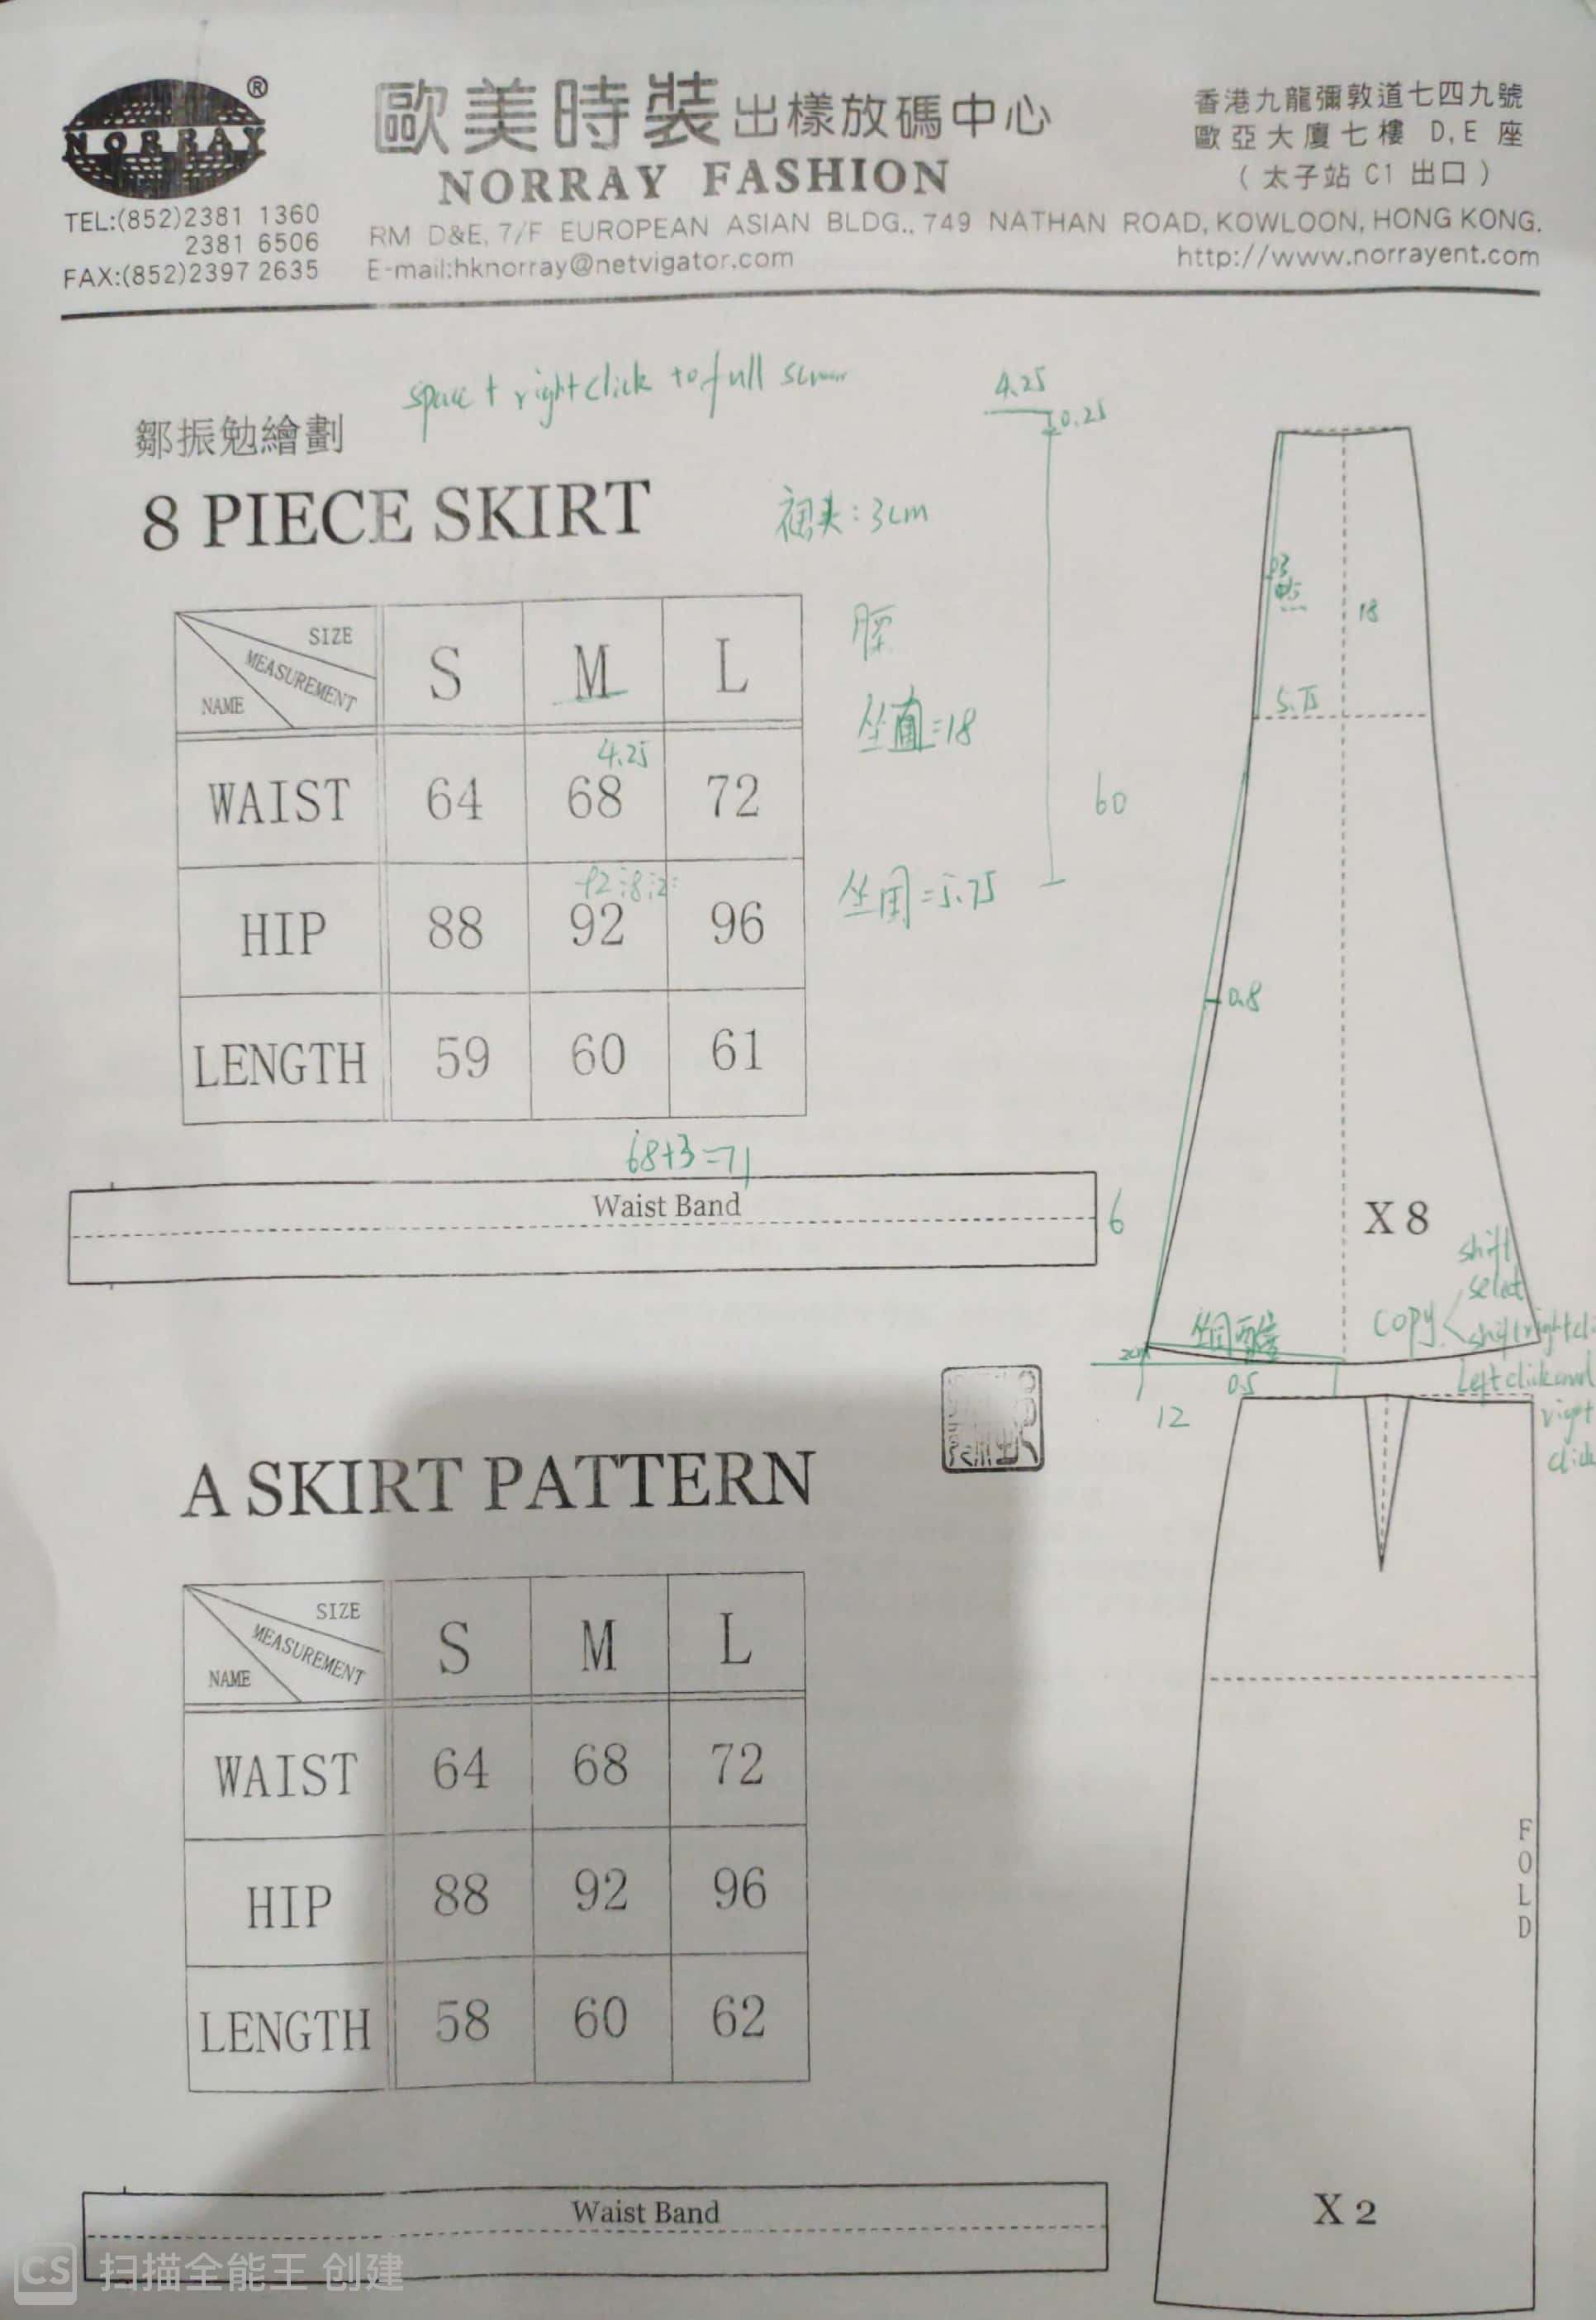 NORRAY®
歐美時裝出樣放碼中心
NORRAY FASHION
香港九龍彌敦道七四九號
歐亞大廈七樓 D,E 座
(太子站 C1 出口)
TEL:(852)2381 1360
2381 6506
FAX:(852)2397 2635
RM D&E, 7/F EUROPEAN ASIAN BLDG., 749 NATHAN ROAD, KOWLOON, HONG KONG.
E-mail:hknorray@netvigator.com
http://www.norrayent.com
space + right click to full
4.25
0.25
鄒振勉繪劃
8 PIECE SKIRT
头:3cm
SIZE
MEASUREMENT
NAME
S M L
4.25
WAIST 64 68 72
HIP 88 92 96
LENGTH 59 60 61
坐=18
坐围=5.75
60
18
5.75
0.8
68+3=71
Waist Band
6
X 8
shift
select
copy
shift right
坐围
0.5
12
Left click and
right
click
A SKIRT PATTERN
SIZE
MEASUREMENT
NAME
S M L
WAIST 64 68 72
HIP 88 92 96
LENGTH 58 60 62
FOLD
X 2
Waist Band
CS 扫描全能王 创建